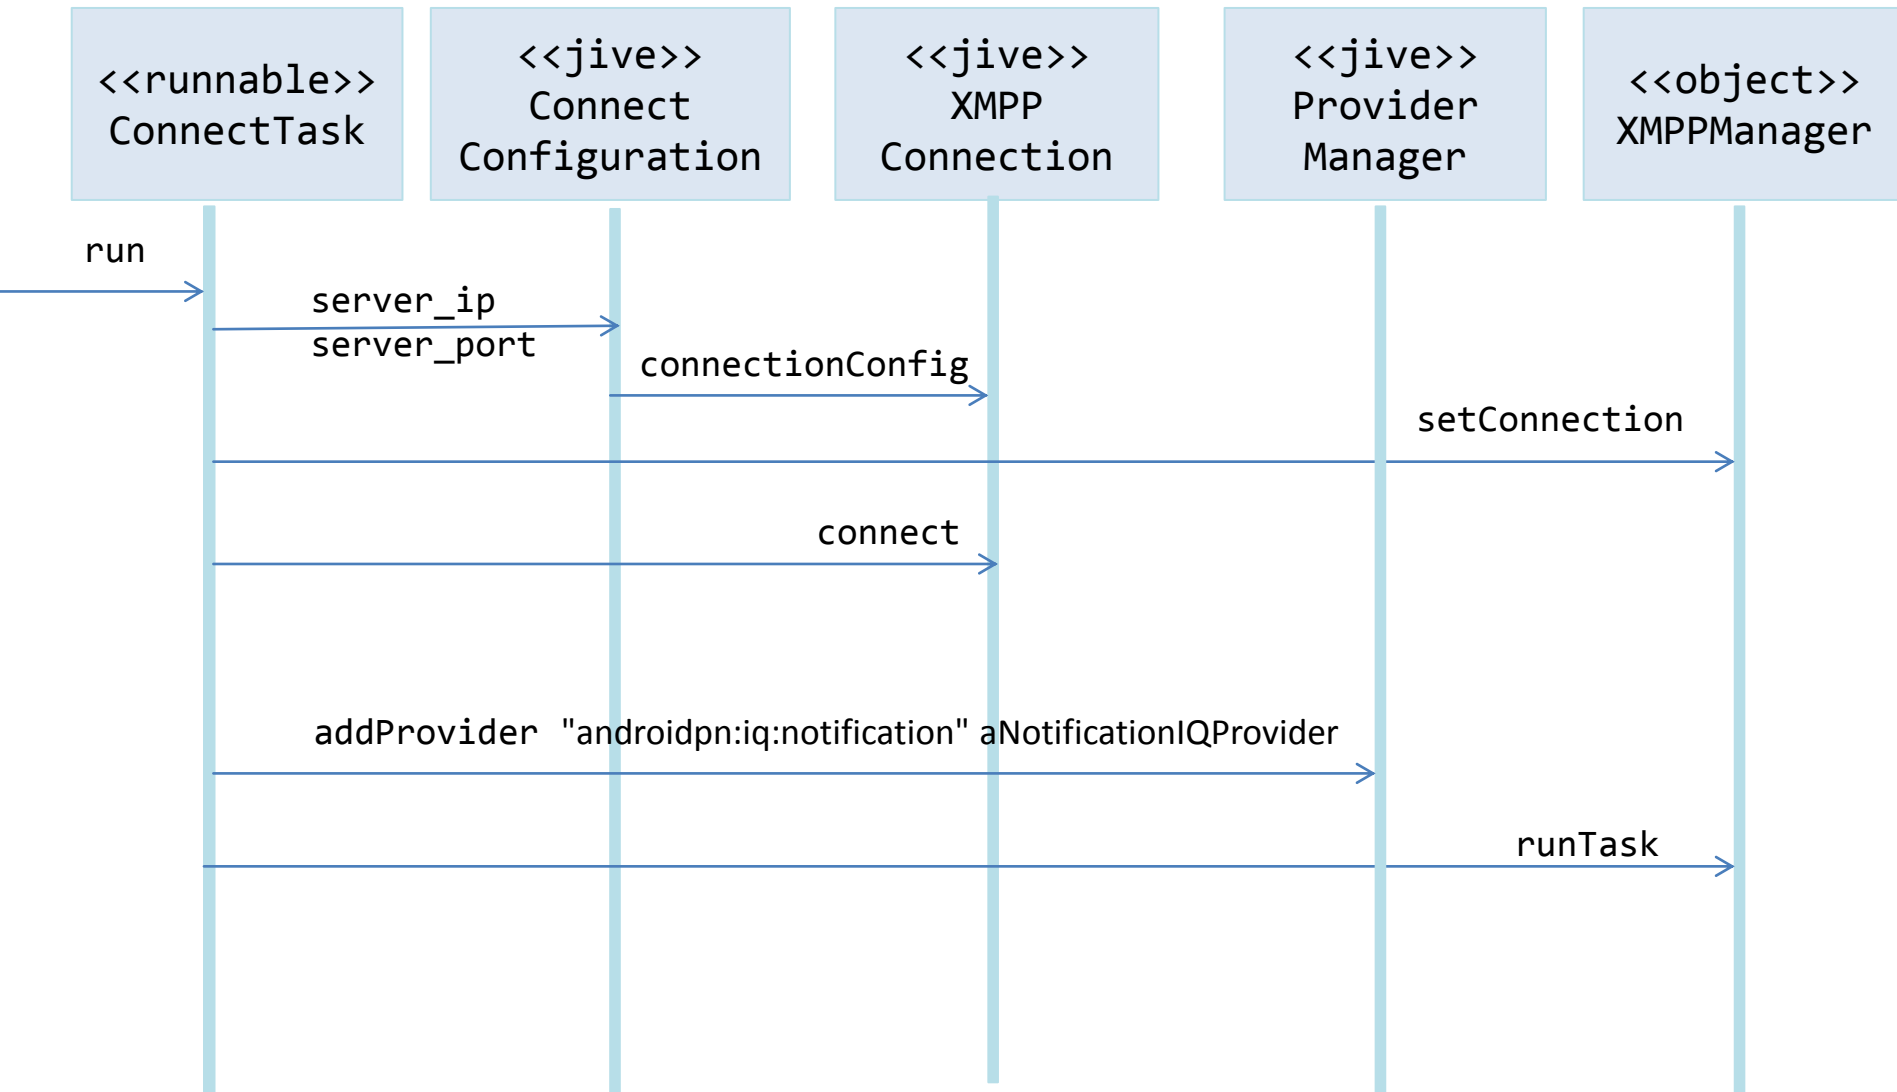 <<runnable>>
ConnectTask
<<jive>>
Connect
Configuration
<<jive>>
XMPP
Connection
<<jive>>
Provider
Manager
<<object>>
XMPPManager
run
server_ip
server_port
connectionConfig
setConnection
connect
addProvider "androidpn:iq:notification" aNotificationIQProvider
runTask